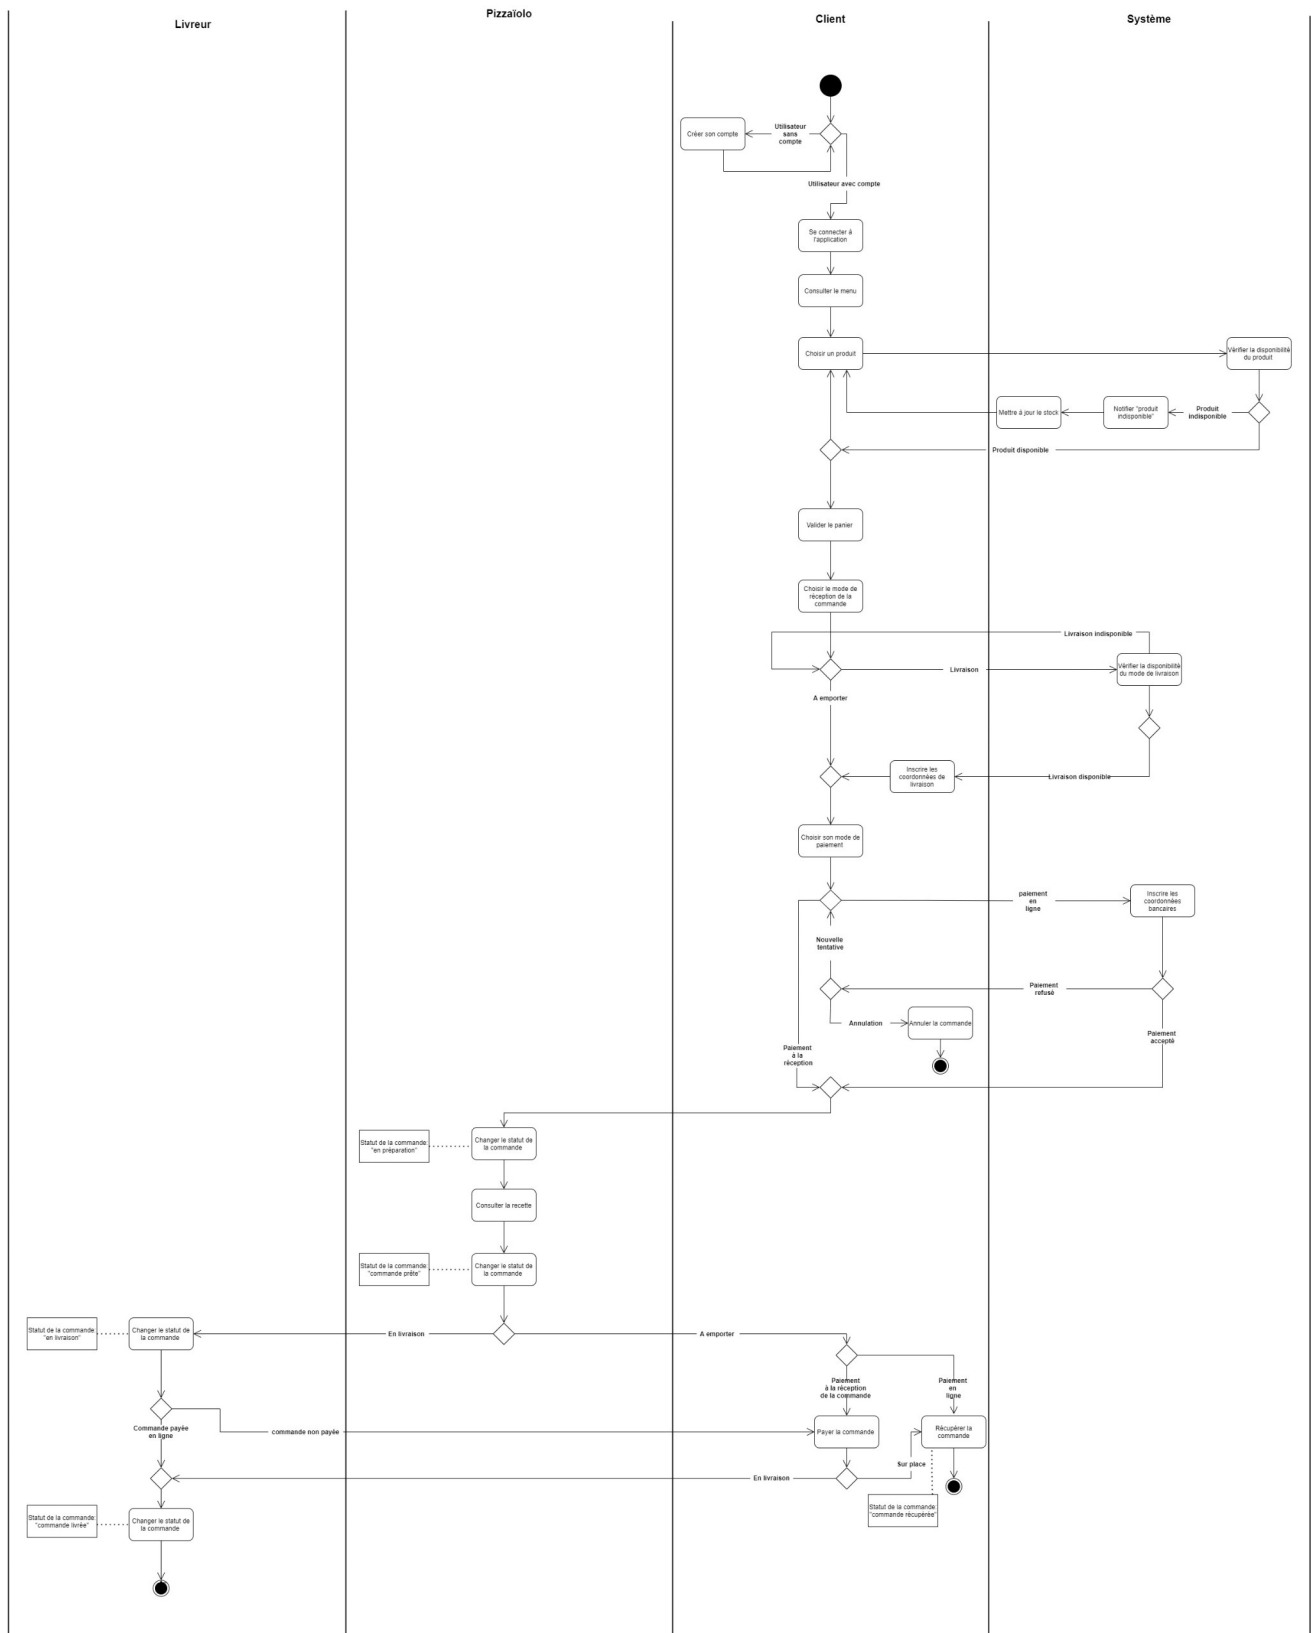 Livreur
Pizzaïolo
Client
Système
Créer son compte
Utilisateur
sans
compte
Utilisateur avec compte
Se connecter à
l'application
Consulter le menu
Choisir un produit
Vérifier la disponibilité
du produit
Mettre à jour le stock
Notifier "produit
indisponible"
Produit
indisponible
Produit disponible
Valider le panier
Choisir le mode de
réception de la
commande
Livraison indisponible
Livraison
Vérifier la disponibilité
du mode de livraison
A emporter
Inscrire les
coordonnées de
livraison
Livraison disponible
Choisir son mode de
paiement
paiement
en
ligne
Inscrire les
coordonnées
bancaires
Nouvelle
tentative
Paiement
refusé
Annulation
Annuler la commande
Paiement
accepté
Paiement
à la
réception
Statut de la commande:
"en préparation"
Changer le statut de
la commande
Consulter la recette
Statut de la commande:
"commande prête"
Changer le statut de
la commande
Statut de la commande:
"en livraison"
Changer le statut de
la commande
En livraison
A emporter
Paiement
à la réception
de la commande
Paiement
en
ligne
Commande payée
en ligne
commande non payée
Payer la commande
Récupérer la
commande
Sur place
En livraison
Statut de la commande:
"commande récupérée"
Statut de la commande:
"commande livrée"
Changer le statut de
la commande